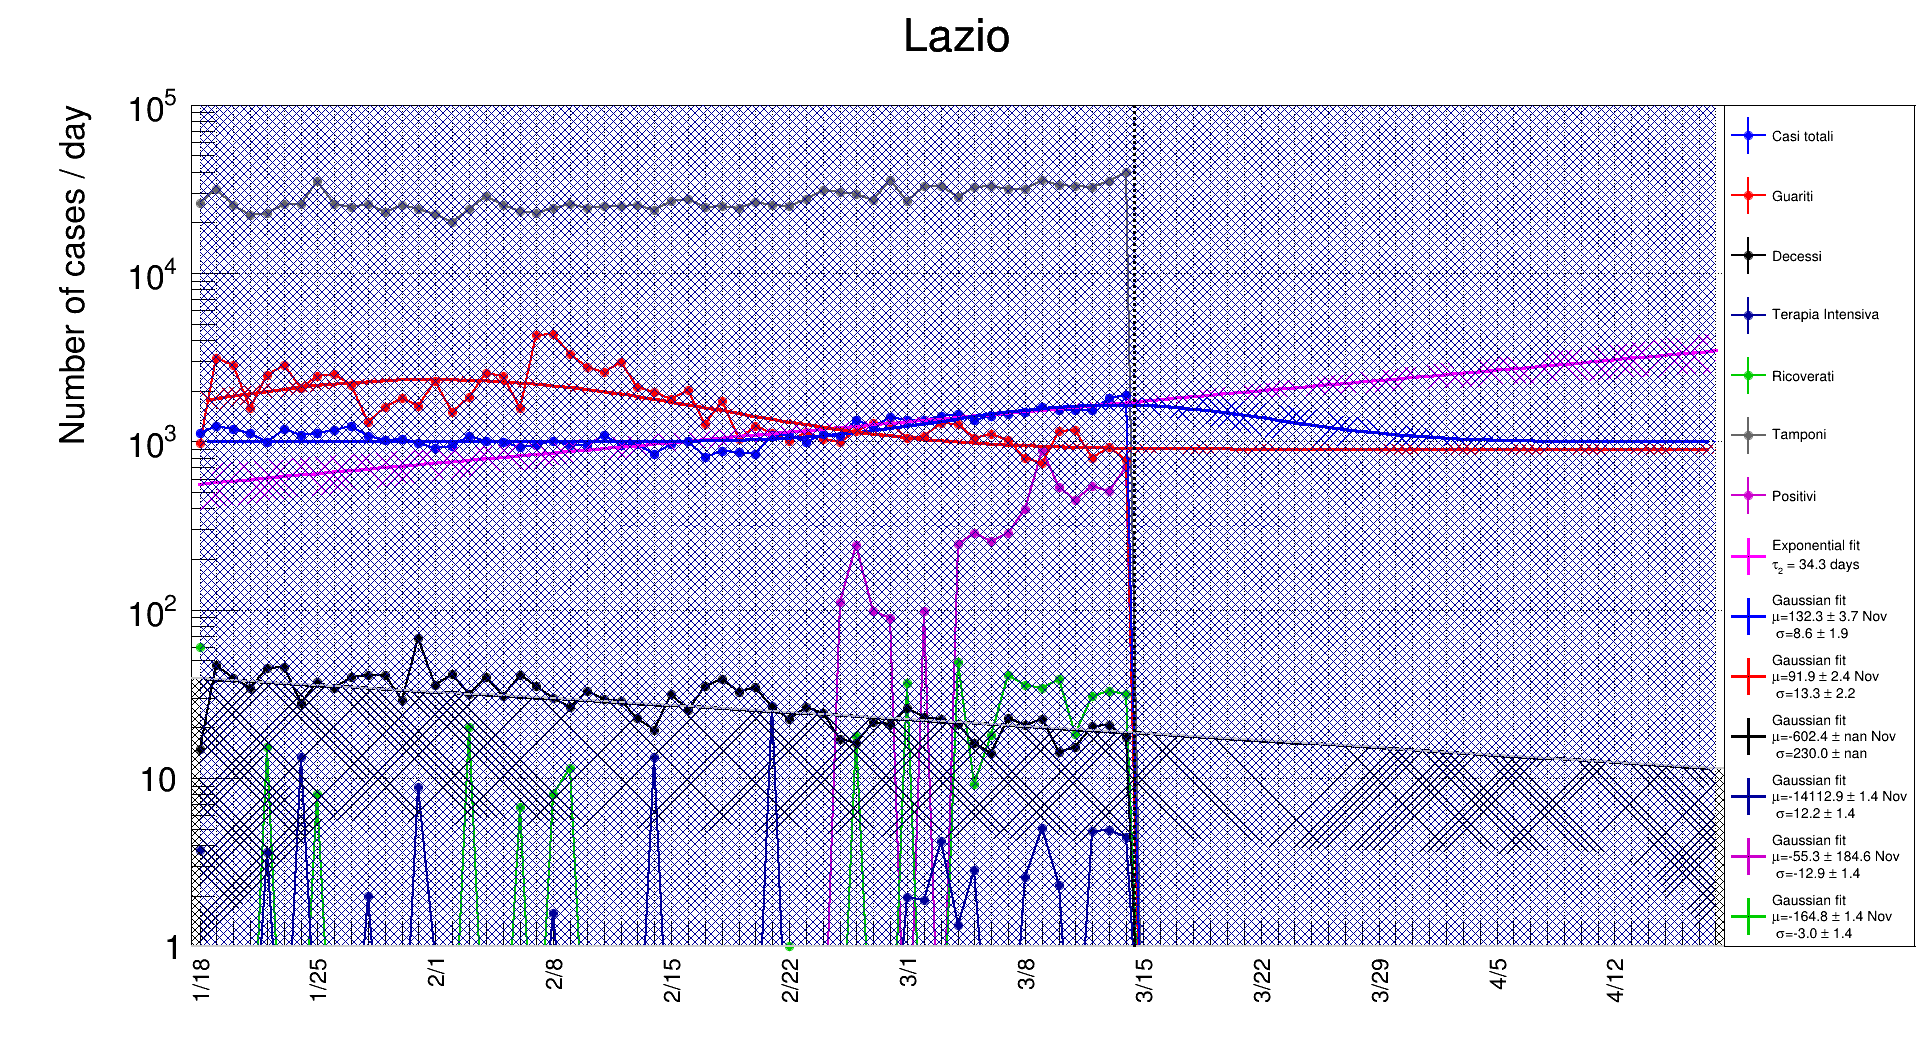 Lazio
Number of cases / day
10^5
10^4
10^3
10^2
10
1
1/18
1/25
2/1
2/8
2/15
2/22
3/1
3/8
3/15
3/22
3/29
4/5
4/12
Casi totali
Guariti
Decessi
Terapia Intensiva
Ricoverati
Tamponi
Positivi
Exponential fit
τ₂ = 34.3 days
Gaussian fit
μ=132.3 ± 3.7 Nov
σ=8.6 ± 1.9
Gaussian fit
μ=91.9 ± 2.4 Nov
σ=13.3 ± 2.2
Gaussian fit
μ=-602.4 ± nan Nov
σ=230.0 ± nan
Gaussian fit
μ=-14112.9 ± 1.4 Nov
σ=12.2 ± 1.4
Gaussian fit
μ=-55.3 ± 184.6 Nov
σ=-12.9 ± 1.4
Gaussian fit
μ=-164.8 ± 1.4 Nov
σ=-3.0 ± 1.4